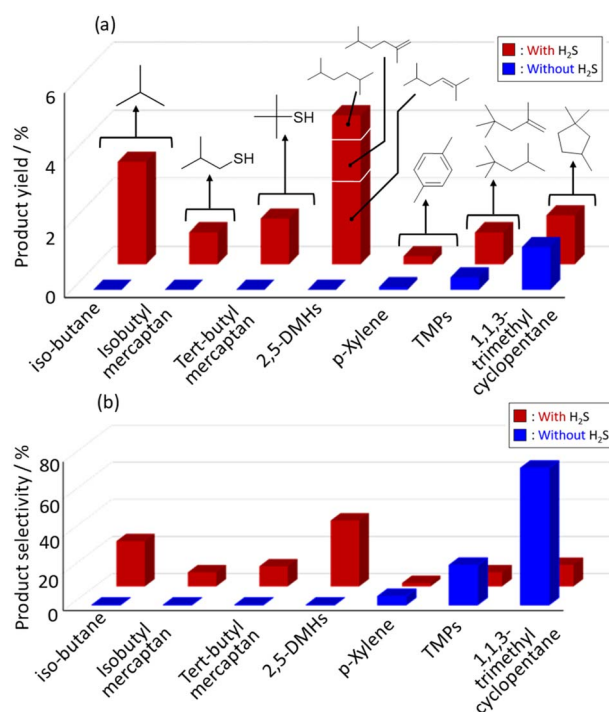 (a)
: With H₂S
: Without H₂S
6
4
2
0
Product yield / %
SH
SH
iso-butane
Isobutyl
mercaptan
Tert-butyl
mercaptan
2,5-DMHs
p-Xylene
TMPs
1,1,3-
trimethyl
cyclopentane
(b)
: With H₂S
: Without H₂S
80
60
40
20
0
Product selectivity / %
iso-butane
Isobutyl
mercaptan
Tert-butyl
mercaptan
2,5-DMHs
p-Xylene
TMPs
1,1,3-
trimethyl
cyclopentane